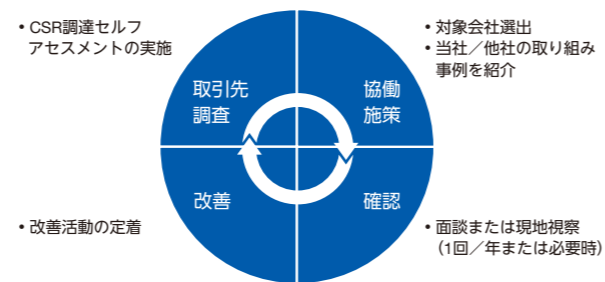 ・CSR調達セルフ
アセスメントの実施
・対象会社選出
・当社／他社の取り組み
事例を紹介
取引先
調査
協働
施策
改善
確認
・改善活動の定着
・面談または現地視察
（1回／年または必要時）